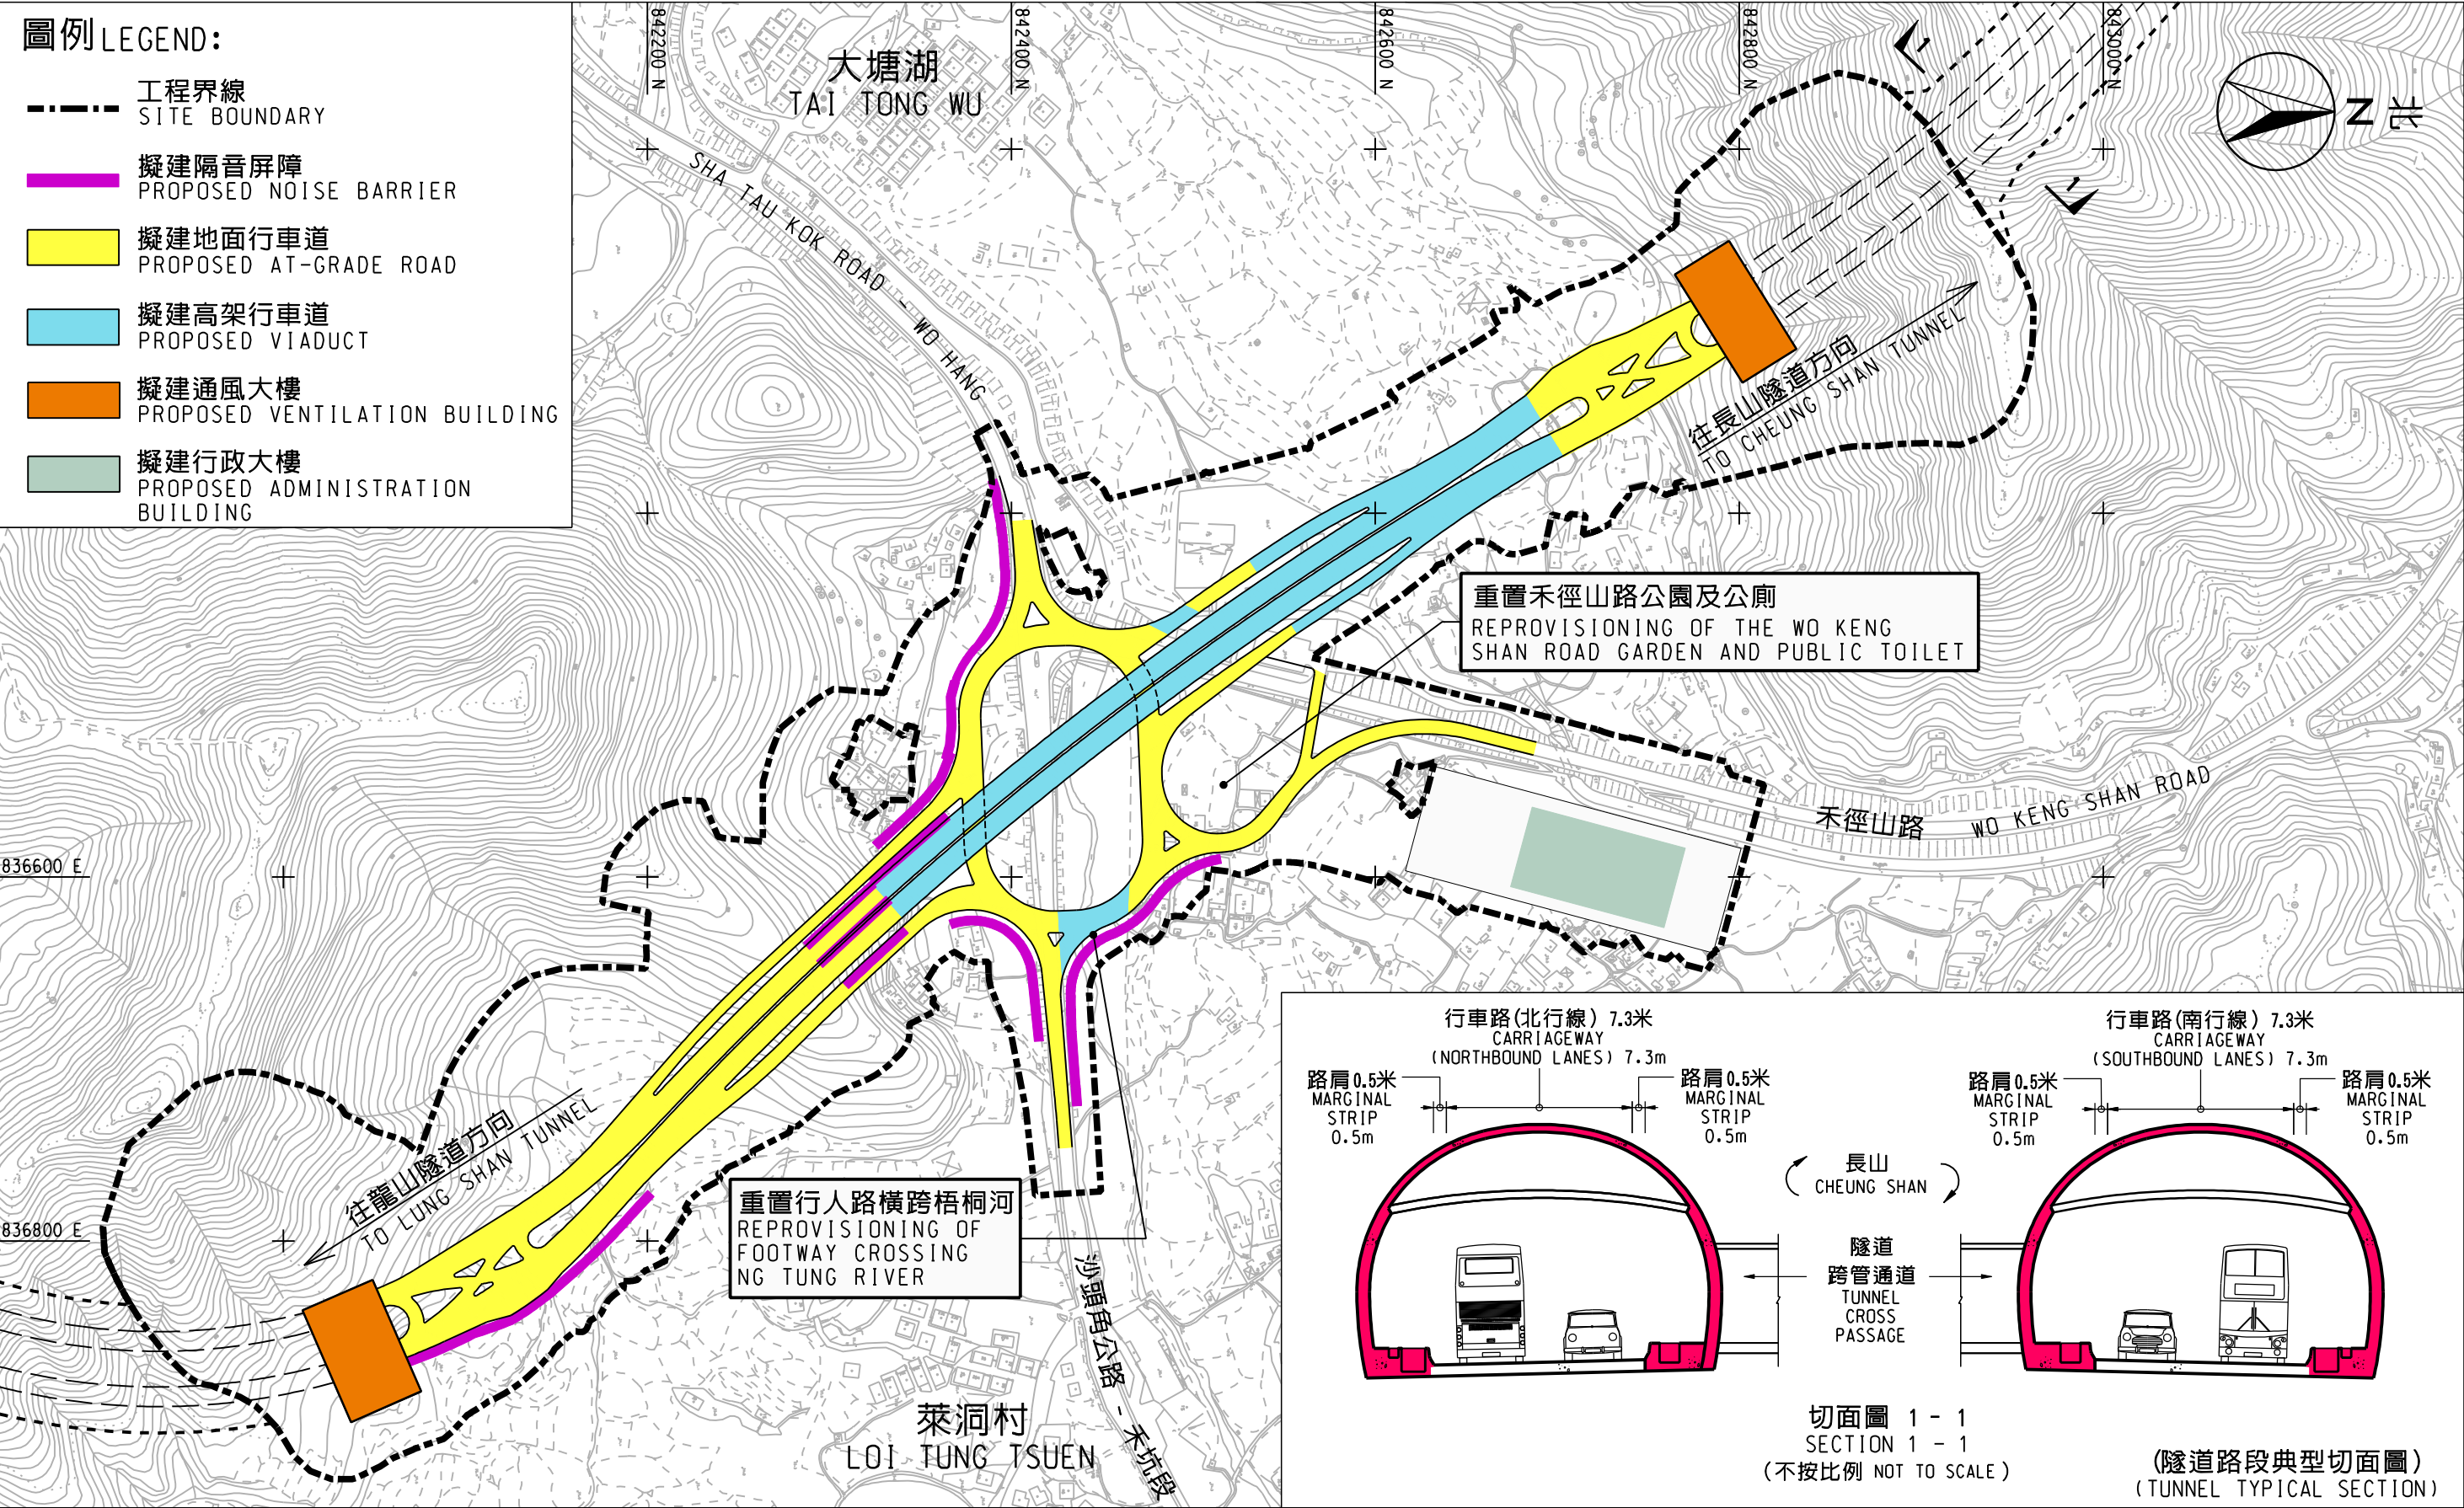 圖例 LEGEND:
工程界線
SITE BOUNDARY
擬建隔音屏障
PROPOSED NOISE BARRIER
擬建地面行車道
PROPOSED AT-GRADE ROAD
擬建高架行車道
PROPOSED VIADUCT
擬建通風大樓
PROPOSED VENTILATION BUILDING
擬建行政大樓
PROPOSED ADMINISTRATION
BUILDING
842200 N
842400 N
842600 N
842800 N
843000 N
836600 E
836800 E
大塘湖
TAI TONG WU
SHA TAU KOK ROAD - WO HANG
1
1
N 北
往長山隧道方向
TO CHEUNG SHAN TUNNEL
重置禾徑山路公園及公廁
REPROVISIONING OF THE WO KENG
SHAN ROAD GARDEN AND PUBLIC TOILET
禾徑山路 WO KENG SHAN ROAD
往龍山隧道方向
TO LUNG SHAN TUNNEL
重置行人路橫跨梧桐河
REPROVISIONING OF
FOOTWAY CROSSING
NG TUNG RIVER
沙頭角公路 - 禾坑段
萊洞村
LOI TUNG TSUEN
行車路(北行線) 7.3米
CARRIAGEWAY
(NORTHBOUND LANES) 7.3m
路肩0.5米
MARGINAL
STRIP
0.5m
路肩0.5米
MARGINAL
STRIP
0.5m
行車路(南行線) 7.3米
CARRIAGEWAY
(SOUTHBOUND LANES) 7.3m
路肩0.5米
MARGINAL
STRIP
0.5m
路肩0.5米
MARGINAL
STRIP
0.5m
長山
CHEUNG SHAN
隧道
跨管通道
TUNNEL
CROSS
PASSAGE
切面圖 1 - 1
SECTION 1 - 1
(不按比例 NOT TO SCALE)
(隧道路段典型切面圖)
(TUNNEL TYPICAL SECTION)